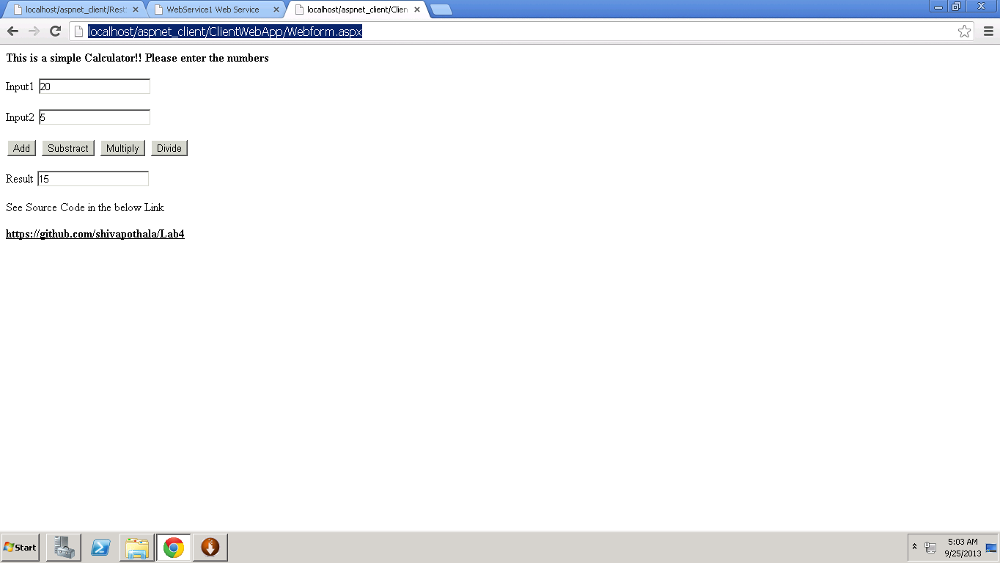 localhost/aspnet_client/Rest
WebService1 Web Service
localhost/aspnet_client/Clien
localhost/aspnet_client/ClientWebApp/Webform.aspx
This is a simple Calculator!! Please enter the numbers
Input1 20
Input2 5
Add Substract Multiply Divide
Result 15
See Source Code in the below Link
https://github.com/shivapothala/Lab4
Start
5:03 AM
9/25/2013